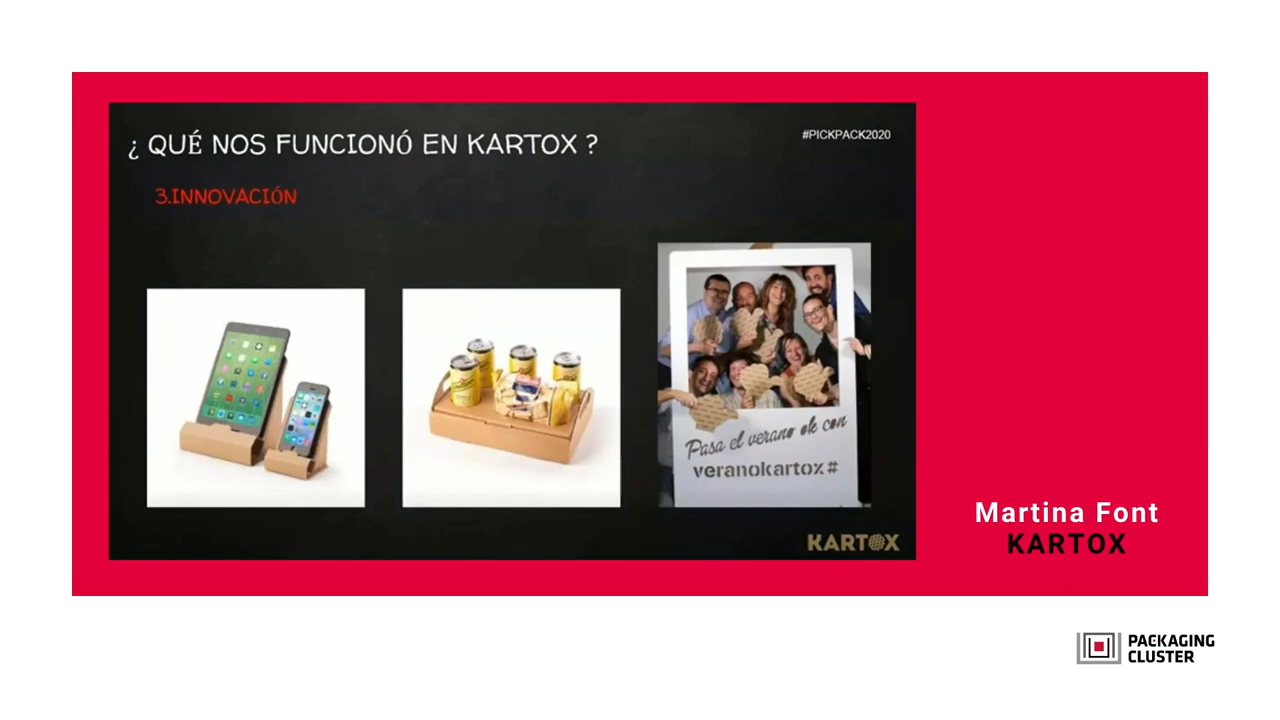 ¿ QUÉ NOS FUNCIONÓ EN KARTOX ?
#PICKPACK2020
3.INNOVACIÓN
Pasa el verano ok con
veranokartox#
KARTOX
Martina Font
KARTOX
PACKAGING
CLUSTER